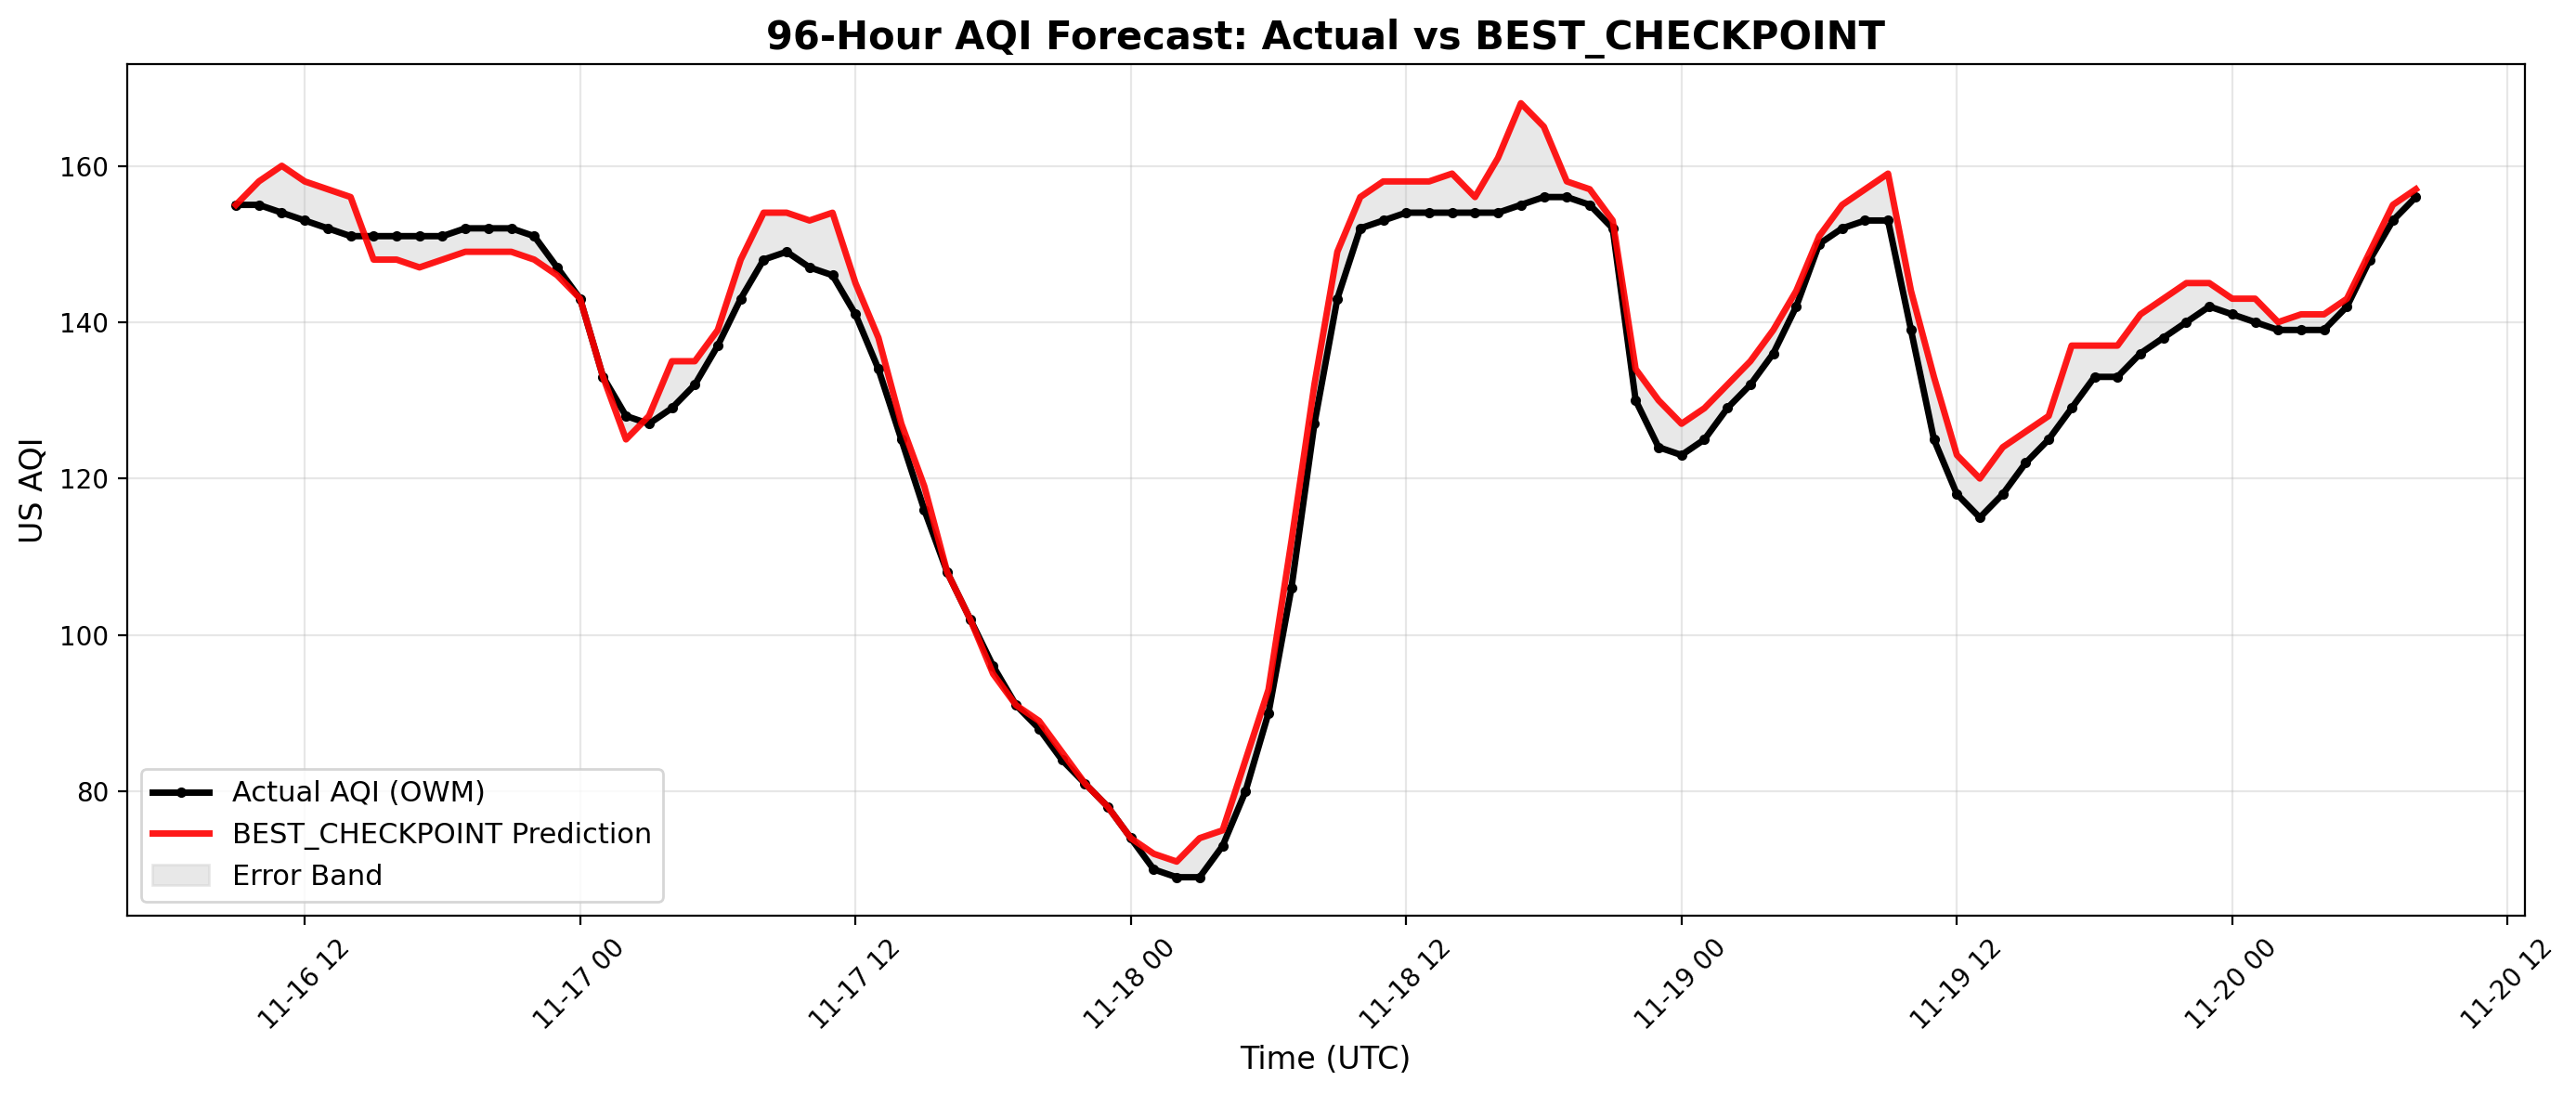 96-Hour AQI Forecast: Actual vs BEST_CHECKPOINT
US AQI
160
140
120
100
80
Actual AQI (OWM)
BEST_CHECKPOINT Prediction
Error Band
11-16 12
11-17 00
11-17 12
11-18 00
11-18 12
11-19 00
11-19 12
11-20 00
11-20 12
Time (UTC)